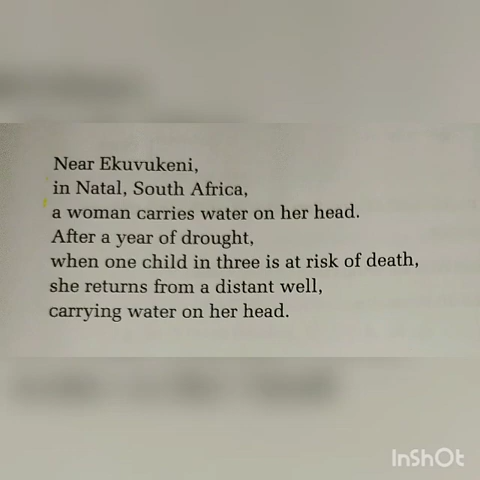 Near Ekuvukeni,
in Natal, South Africa,
a woman carries water on her head.
After a year of drought,
when one child in three is at risk of death,
she returns from a distant well,
carrying water on her head.
InShOt